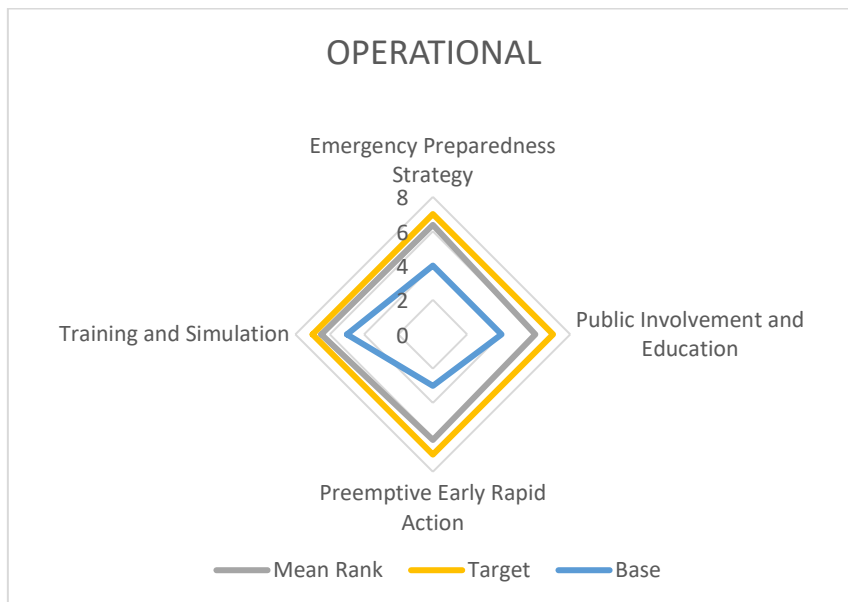 OPERATIONAL
Emergency Preparedness
Strategy
8
6
4
2
0
Training and Simulation
Public Involvement and
Education
Preemptive Early Rapid
Action
Mean Rank
Target
Base